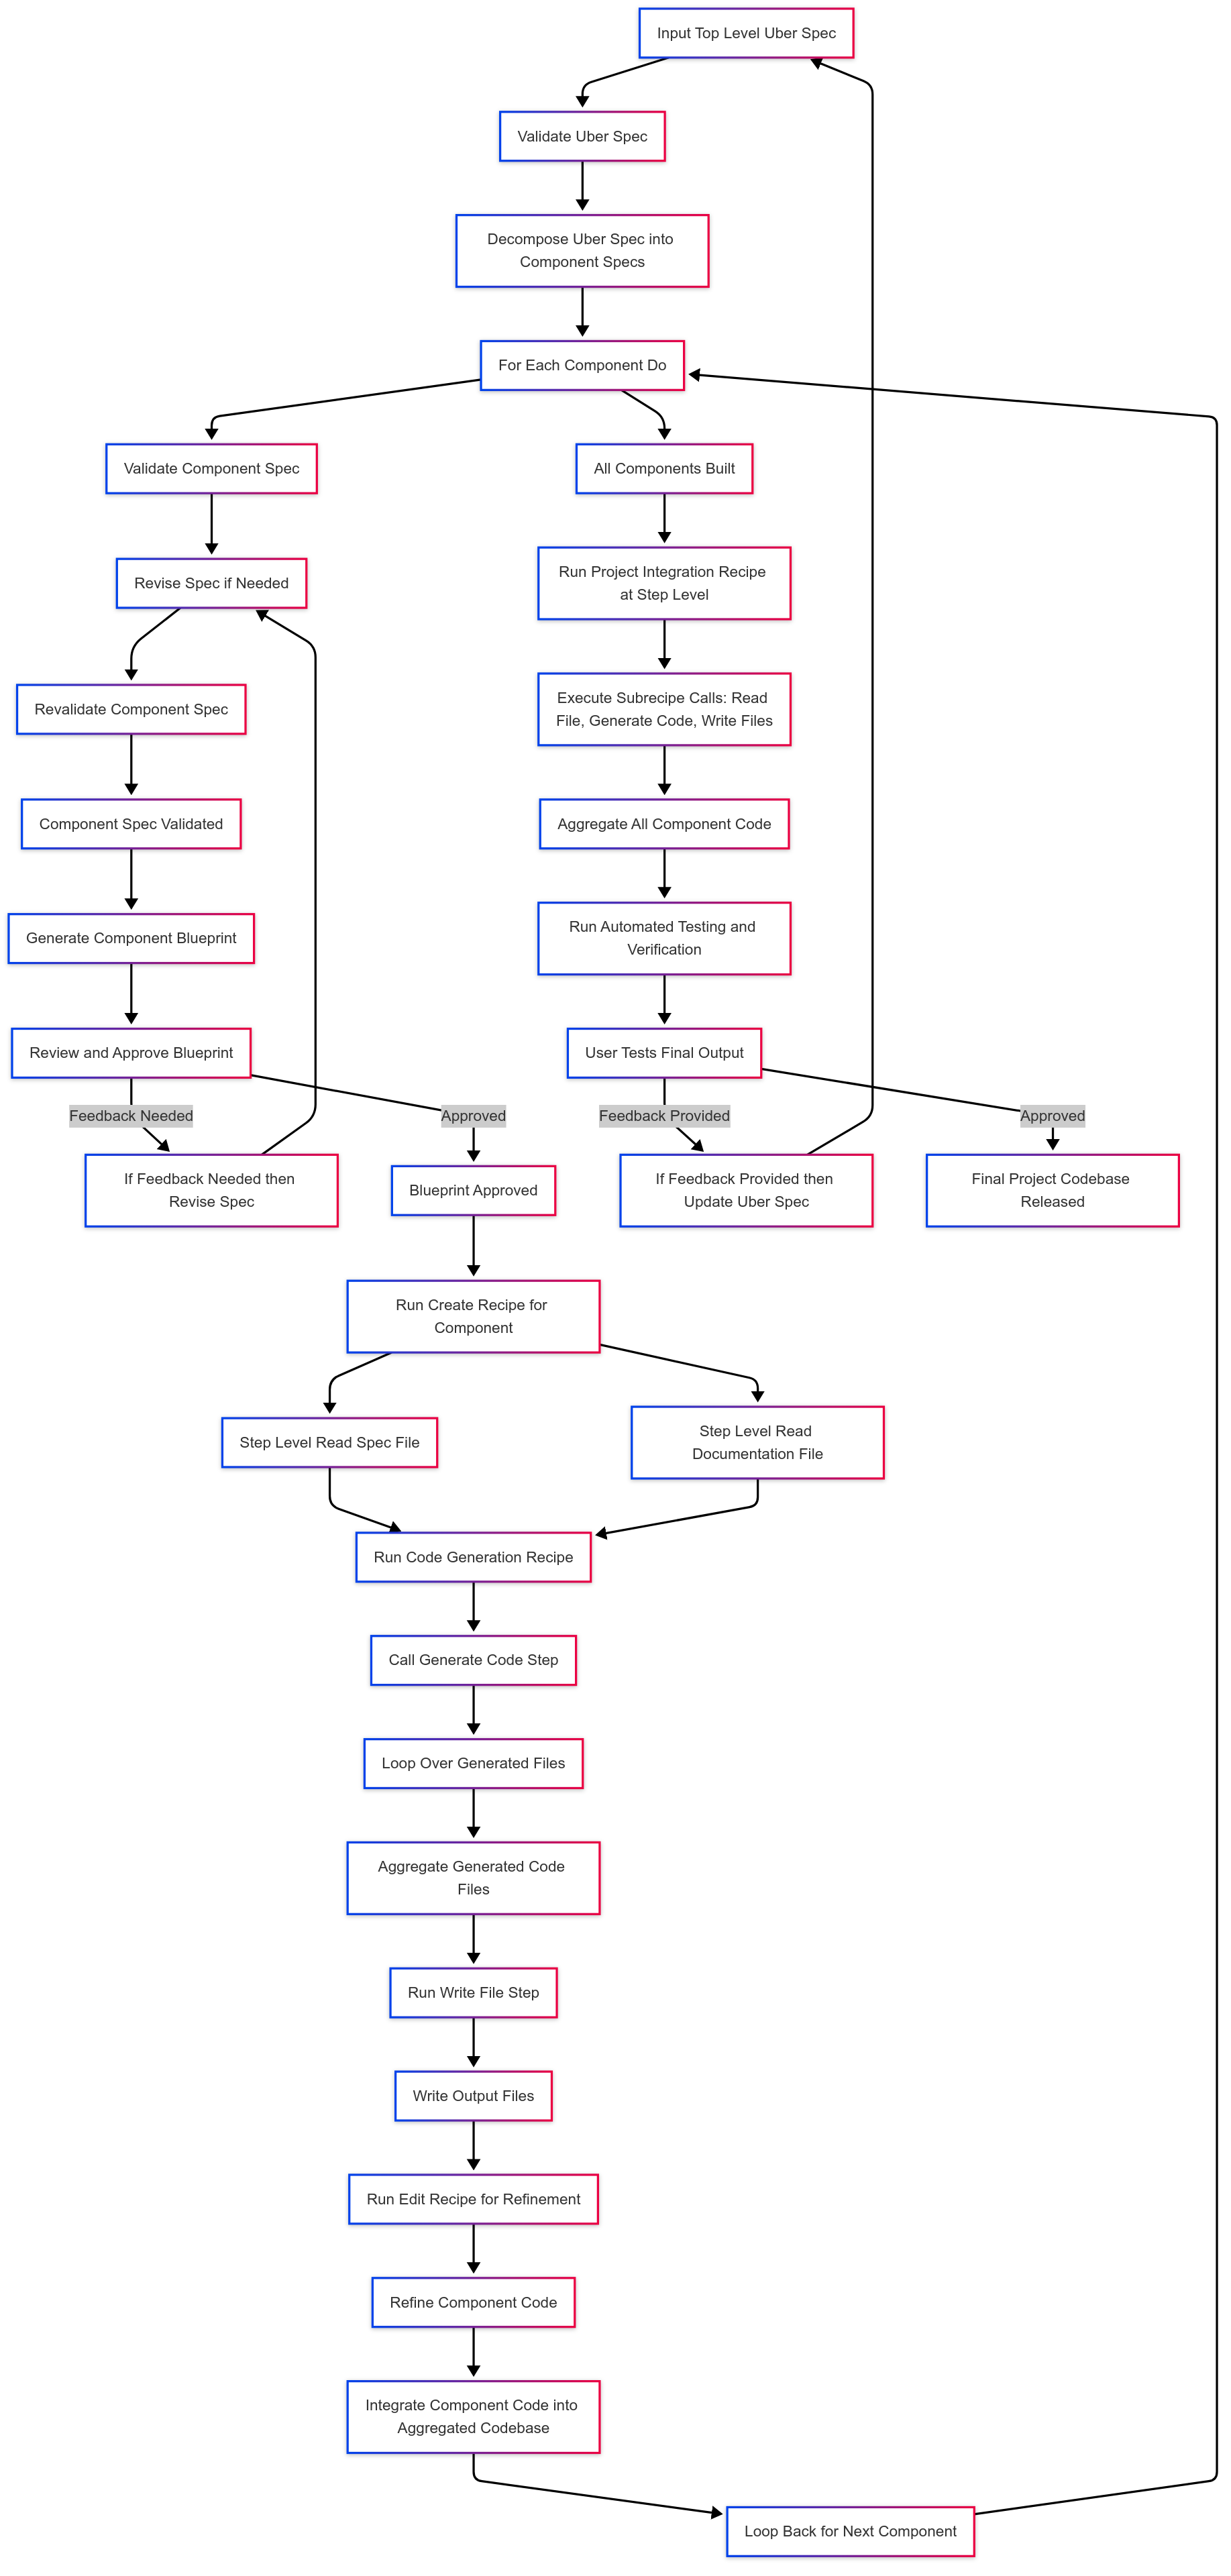 Input Top Level Uber Spec
Validate Uber Spec
Decompose Uber Spec into
Component Specs
For Each Component Do
Validate Component Spec
All Components Built
Revise Spec if Needed
Run Project Integration Recipe
at Step Level
Revalidate Component Spec
Execute Subrecipe Calls: Read
File, Generate Code, Write Files
Component Spec Validated
Aggregate All Component Code
Generate Component Blueprint
Run Automated Testing and
Verification
Review and Approve Blueprint
User Tests Final Output
Feedback Needed
Approved
Feedback Provided
Approved
If Feedback Needed then
Revise Spec
Blueprint Approved
If Feedback Provided then
Update Uber Spec
Final Project Codebase
Released
Run Create Recipe for
Component
Step Level Read Spec File
Step Level Read
Documentation File
Run Code Generation Recipe
Call Generate Code Step
Loop Over Generated Files
Aggregate Generated Code
Files
Run Write File Step
Write Output Files
Run Edit Recipe for Refinement
Refine Component Code
Integrate Component Code into
Aggregated Codebase
Loop Back for Next Component